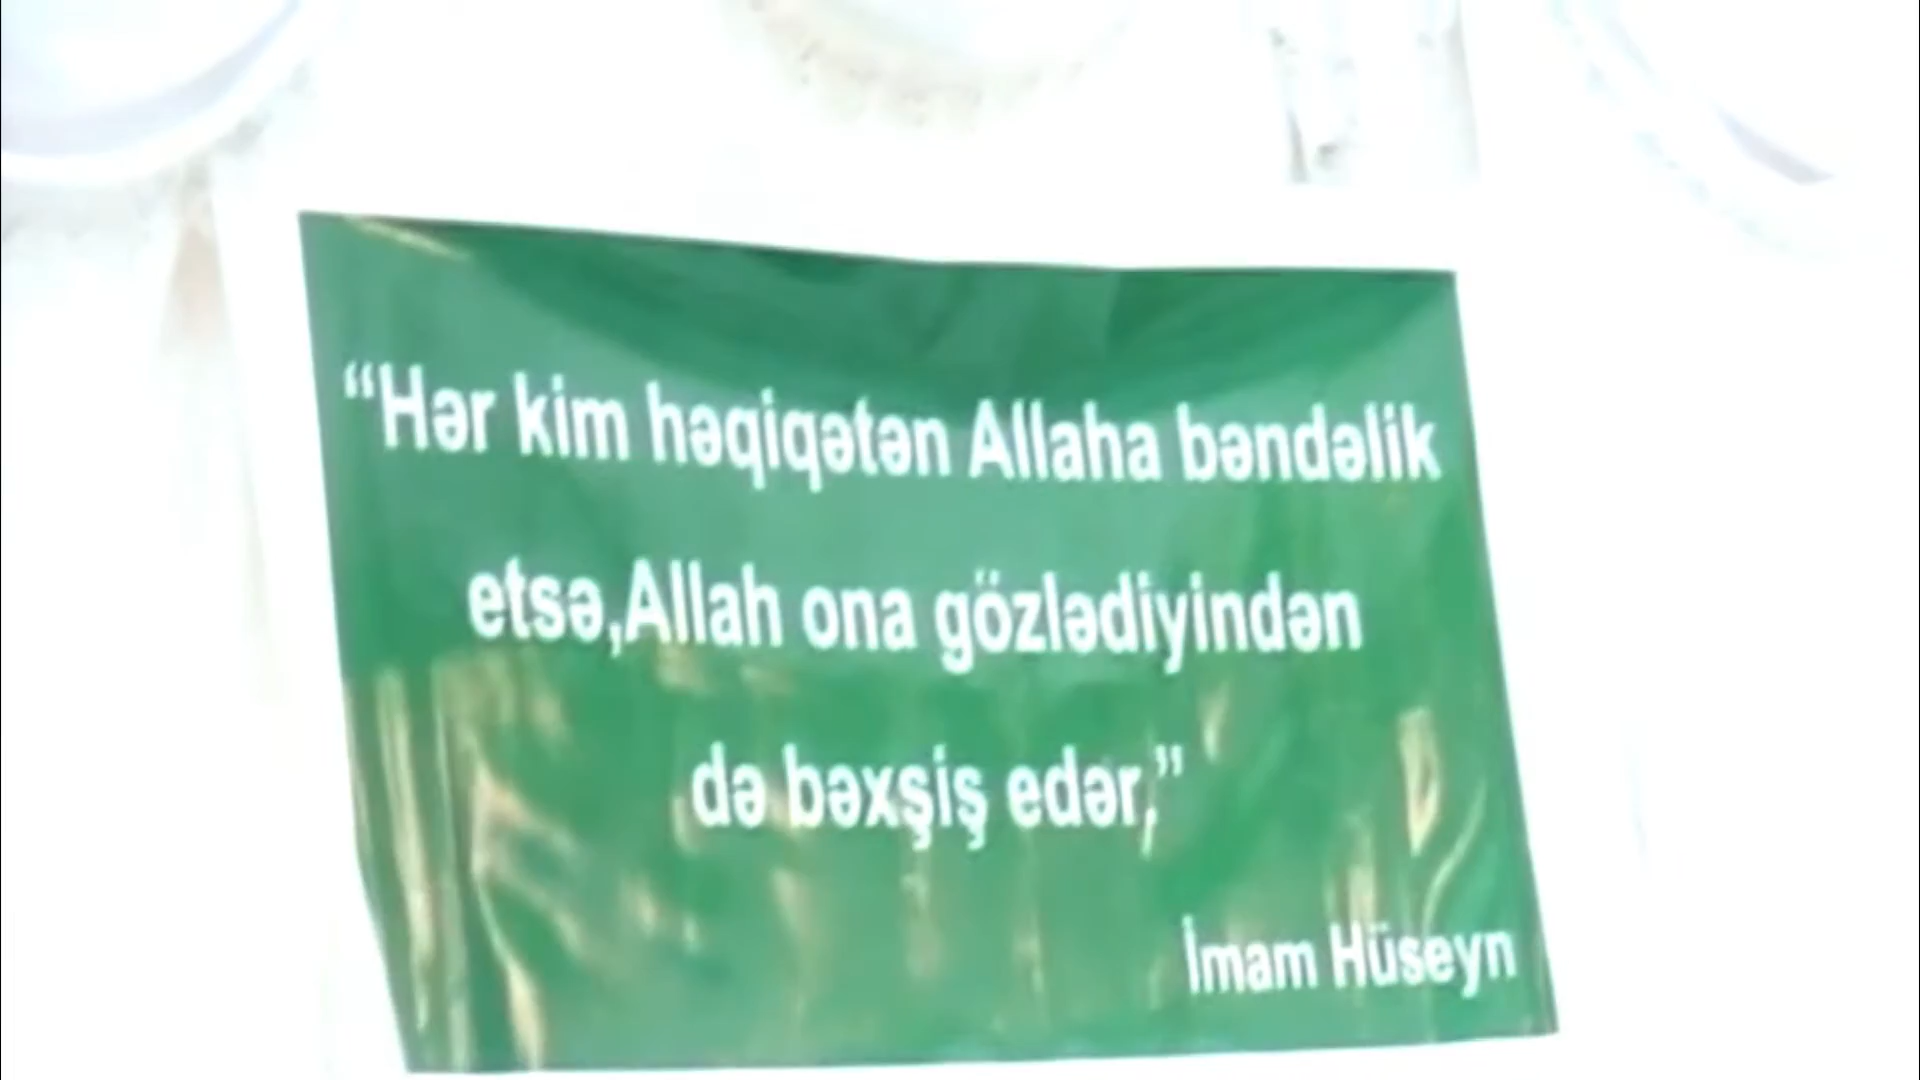 “Hər kim həqiqətən Allaha bəndəlik
etsə,Allah ona gözlədiyindən
də bəxşiş edər,”
İmam Hüseyn